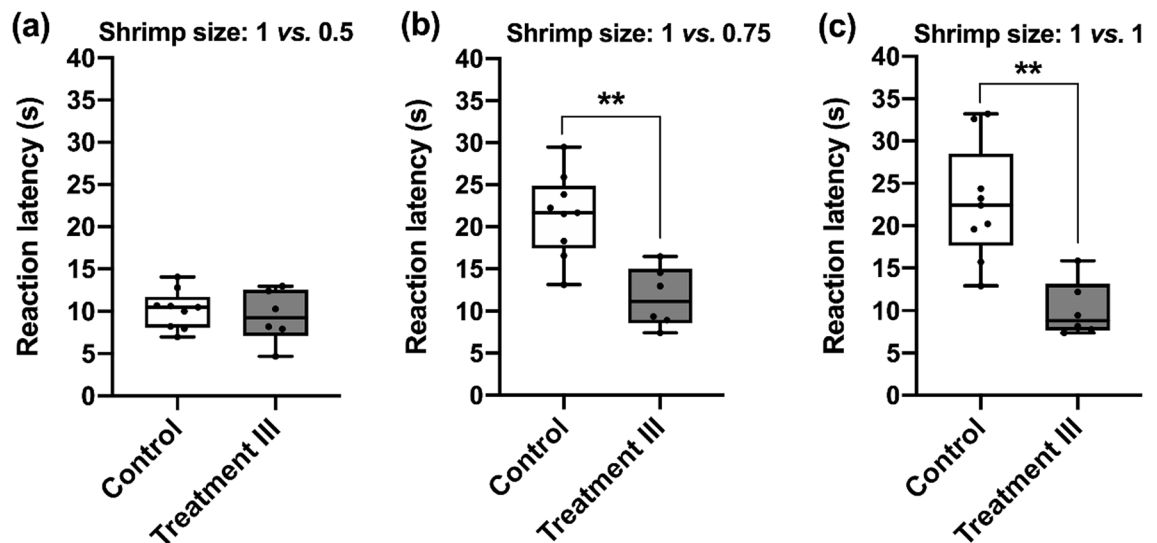 (a) Shrimp size: 1 vs. 0.5
Reaction latency (s)
40
35
30
25
20
15
10
5
0
Control
Treatment III
(b) Shrimp size: 1 vs. 0.75
Reaction latency (s)
40
35
30
25
20
15
10
5
0
**
Control
Treatment III
(c) Shrimp size: 1 vs. 1
Reaction latency (s)
40
35
30
25
20
15
10
5
0
**
Control
Treatment III